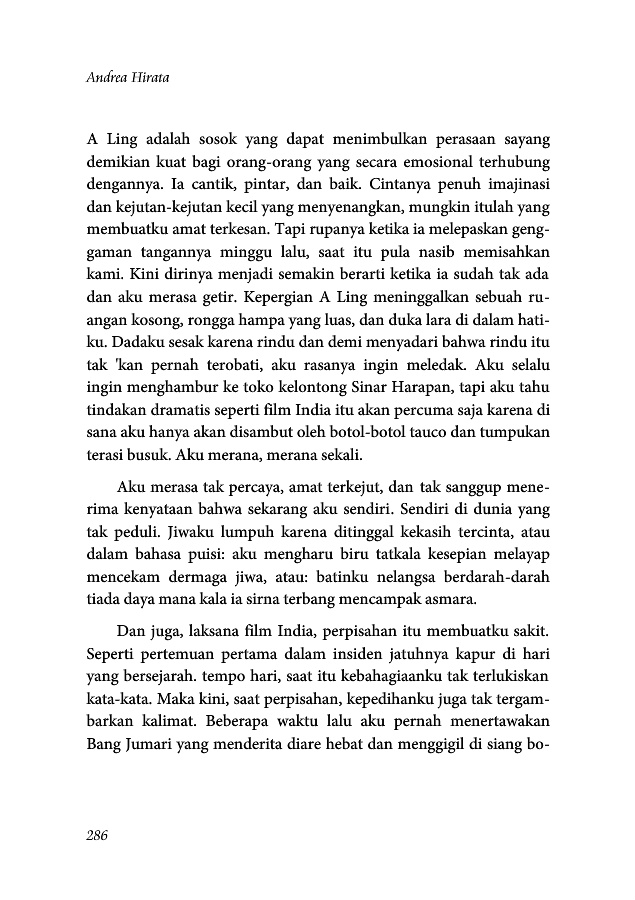 Andrea Hirata
A Ling adalah sosok yang dapat menimbulkan perasaan sayang
demikian kuat bagi orang-orang yang secara emosional terhubung
dengannya. Ia cantik, pintar, dan baik. Cintanya penuh imajinasi
dan kejutan-kejutan kecil yang menyenangkan, mungkin itulah yang
membuatku amat terkesan. Tapi rupanya ketika ia melepaskan geng-
gaman tangannya minggu lalu, saat itu pula nasib memisahkan
kami. Kini dirinya menjadi semakin berarti ketika ia sudah tak ada
dan aku merasa getir. Kepergian A Ling meninggalkan sebuah ru-
angan kosong, rongga hampa yang luas, dan duka lara di dalam hati-
ku. Dadaku sesak karena rindu dan demi menyadari bahwa rindu itu
tak 'kan pernah terobati, aku rasanya ingin meledak. Aku selalu
ingin menghambur ke toko kelontong Sinar Harapan, tapi aku tahu
tindakan dramatis seperti film India itu akan percuma saja karena di
sana aku hanya akan disambut oleh botol-botol tauco dan tumpukan
terasi busuk. Aku merana, merana sekali.
Aku merasa tak percaya, amat terkejut, dan tak sanggup mene-
rima kenyataan bahwa sekarang aku sendiri. Sendiri di dunia yang
tak peduli. Jiwaku lumpuh karena ditinggal kekasih tercinta, atau
dalam bahasa puisi: aku mengharu biru tatkala kesepian melayap
mencekam dermaga jiwa, atau: batinku nelangsa berdarah-darah
tiada daya mana kala ia sirna terbang mencampak asmara.
Dan juga, laksana film India, perpisahan itu membuatku sakit.
Seperti pertemuan pertama dalam insiden jatuhnya kapur di hari
yang bersejarah. tempo hari, saat itu kebahagiaanku tak terlukiskan
kata-kata. Maka kini, saat perpisahan, kepedihanku juga tak tergam-
barkan kalimat. Beberapa waktu lalu aku pernah menertawakan
Bang Jumari yang menderita diare hebat dan menggigil di siang bo-
286